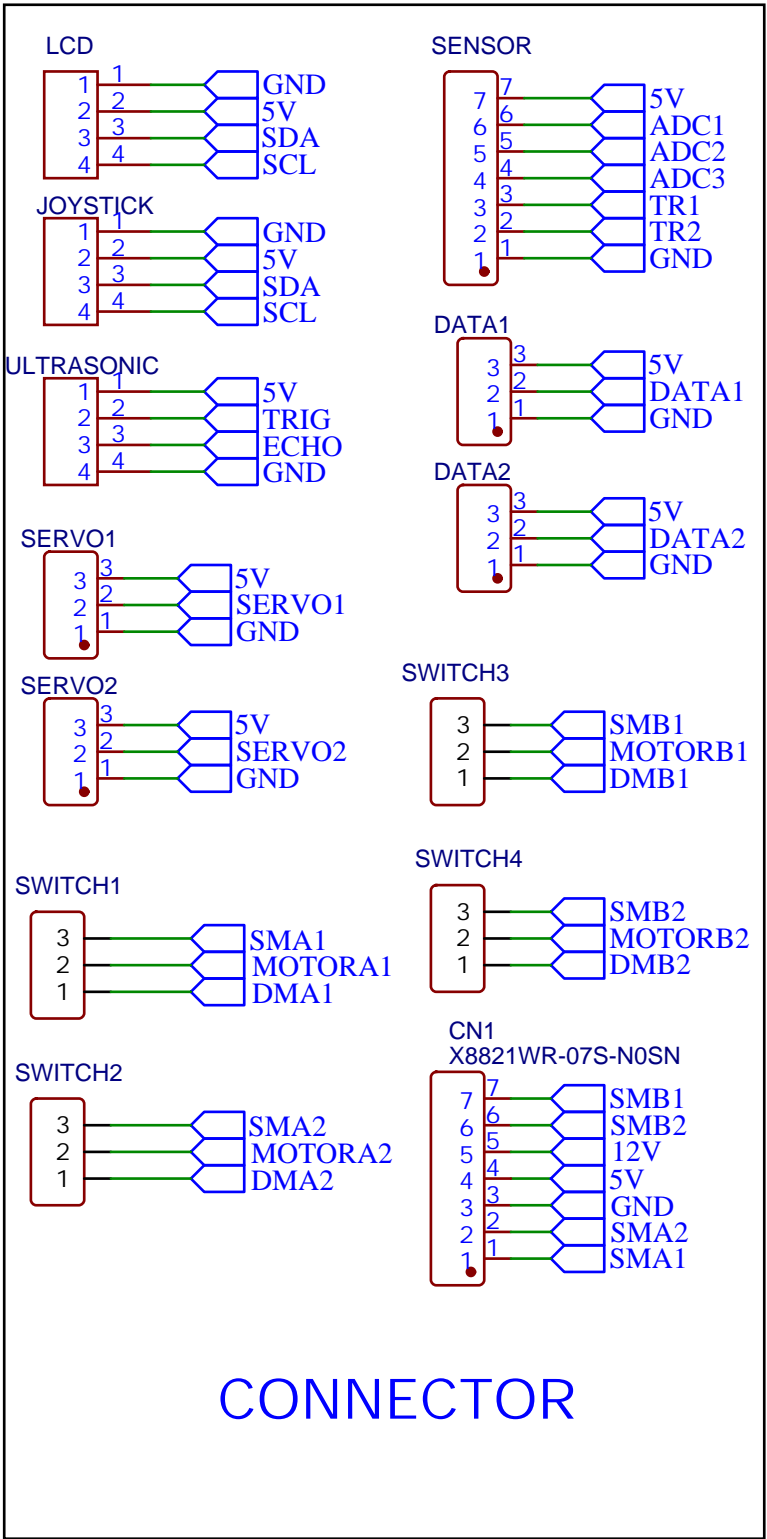 LCD
1 1 GND
2 2 5V
3 3 SDA
4 4 SCL
JOYSTICK
1 1 GND
2 2 5V
3 3 SDA
4 4 SCL
ULTRASONIC
1 1 5V
2 2 TRIG
3 3 ECHO
4 4 GND
SERVO1
3 3 5V
2 2 SERVO1
1 1 GND
SERVO2
3 3 5V
2 2 SERVO2
1 1 GND
SWITCH1
3 SMA1
2 MOTORA1
1 DMA1
SWITCH2
3 SMA2
2 MOTORA2
1 DMA2
SENSOR
7 7 5V
6 6 ADC1
5 5 ADC2
4 4 ADC3
3 3 TR1
2 2 TR2
1 1 GND
DATA1
3 3 5V
2 2 DATA1
1 1 GND
DATA2
3 3 5V
2 2 DATA2
1 1 GND
SWITCH3
3 SMB1
2 MOTORB1
1 DMB1
SWITCH4
3 SMB2
2 MOTORB2
1 DMB2
CN1
X8821WR-07S-N0SN
7 7 SMB1
6 6 SMB2
5 5 12V
4 4 5V
3 3 GND
2 2 SMA2
1 1 SMA1
CONNECTOR